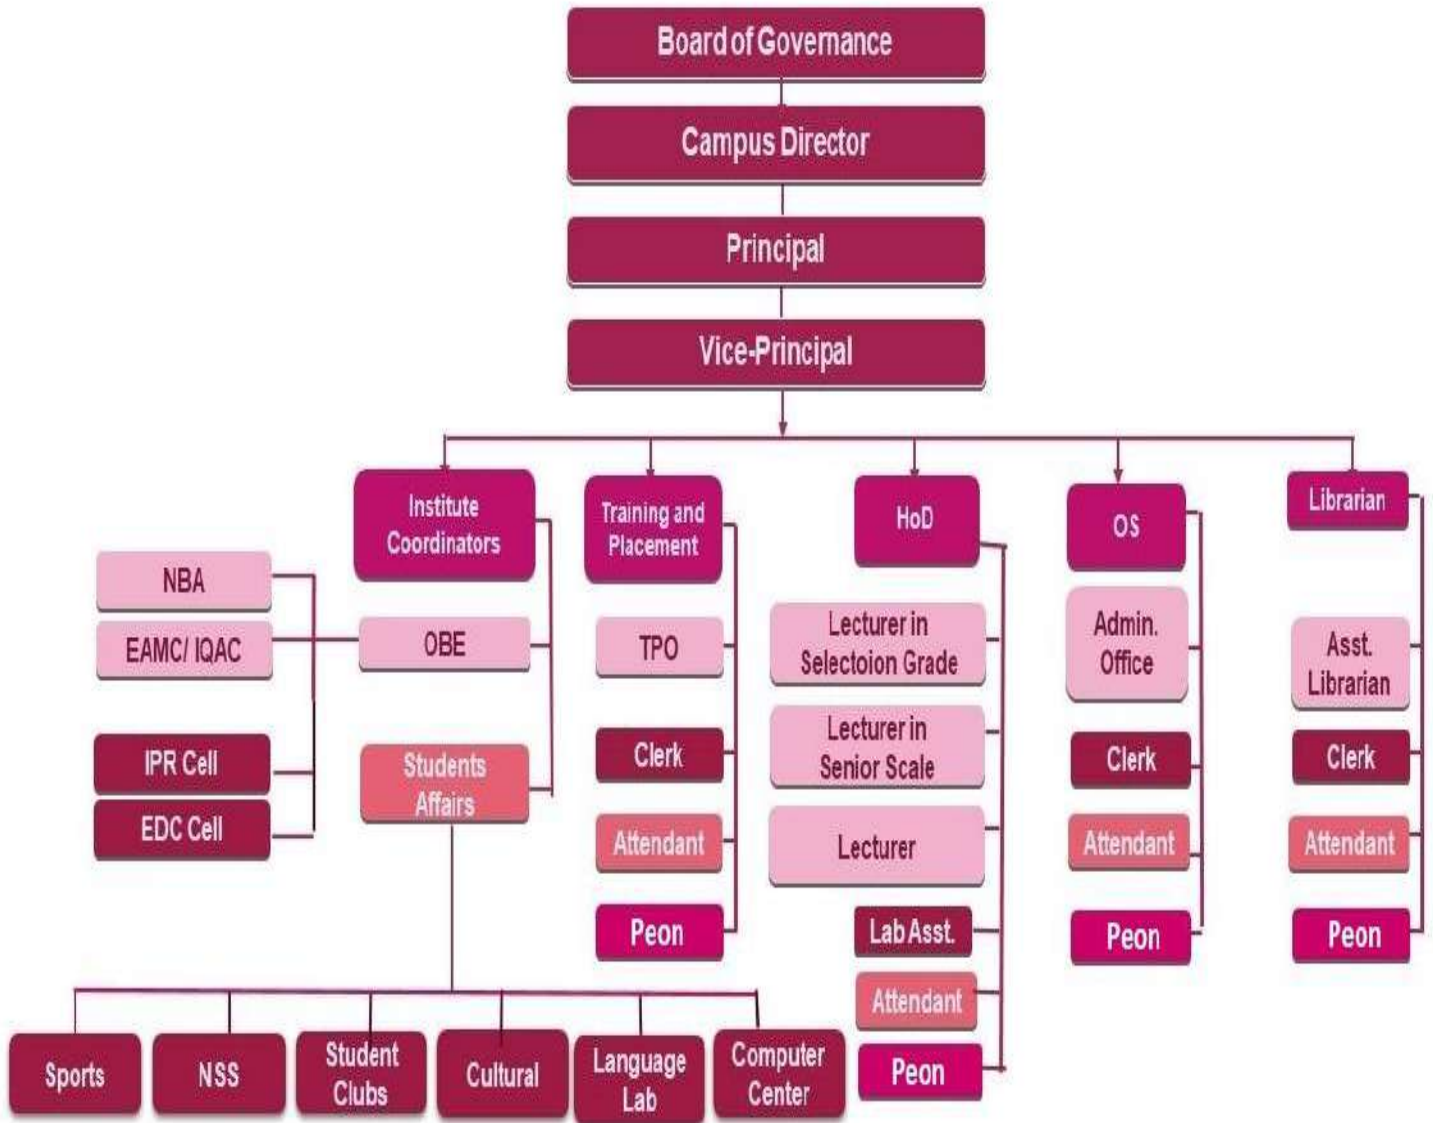 Board of Governance
Campus Director
Principal
Vice-Principal
Institute
Coordinators
Training and
Placement
HoD
OS
Librarian
NBA
EAMC/ IQAC
OBE
IPR Cell
EDC Cell
Students
Affairs
TPO
Clerk
Attendant
Peon
Lecturer in
Selectoion Grade
Lecturer in
Senior Scale
Lecturer
Lab Asst.
Attendant
Peon
Admin.
Office
Clerk
Attendant
Peon
Asst.
Librarian
Clerk
Attendant
Peon
Sports
NSS
Student
Clubs
Cultural
Language
Lab
Computer
Center